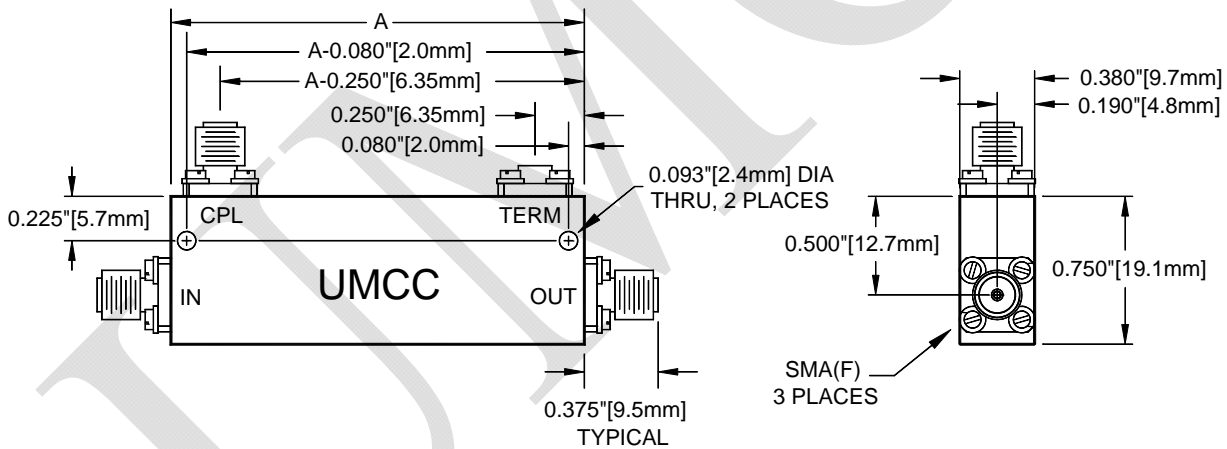 A
A-0.080"[2.0mm]
A-0.250"[6.35mm]
0.250"[6.35mm]
0.080"[2.0mm]
0.093"[2.4mm] DIA
THRU, 2 PLACES
0.225"[5.7mm]
CPL
TERM
IN
UMCC
OUT
0.375"[9.5mm]
TYPICAL
0.380"[9.7mm]
0.190"[4.8mm]
0.500"[12.7mm]
0.750"[19.1mm]
SMA(F)
3 PLACES